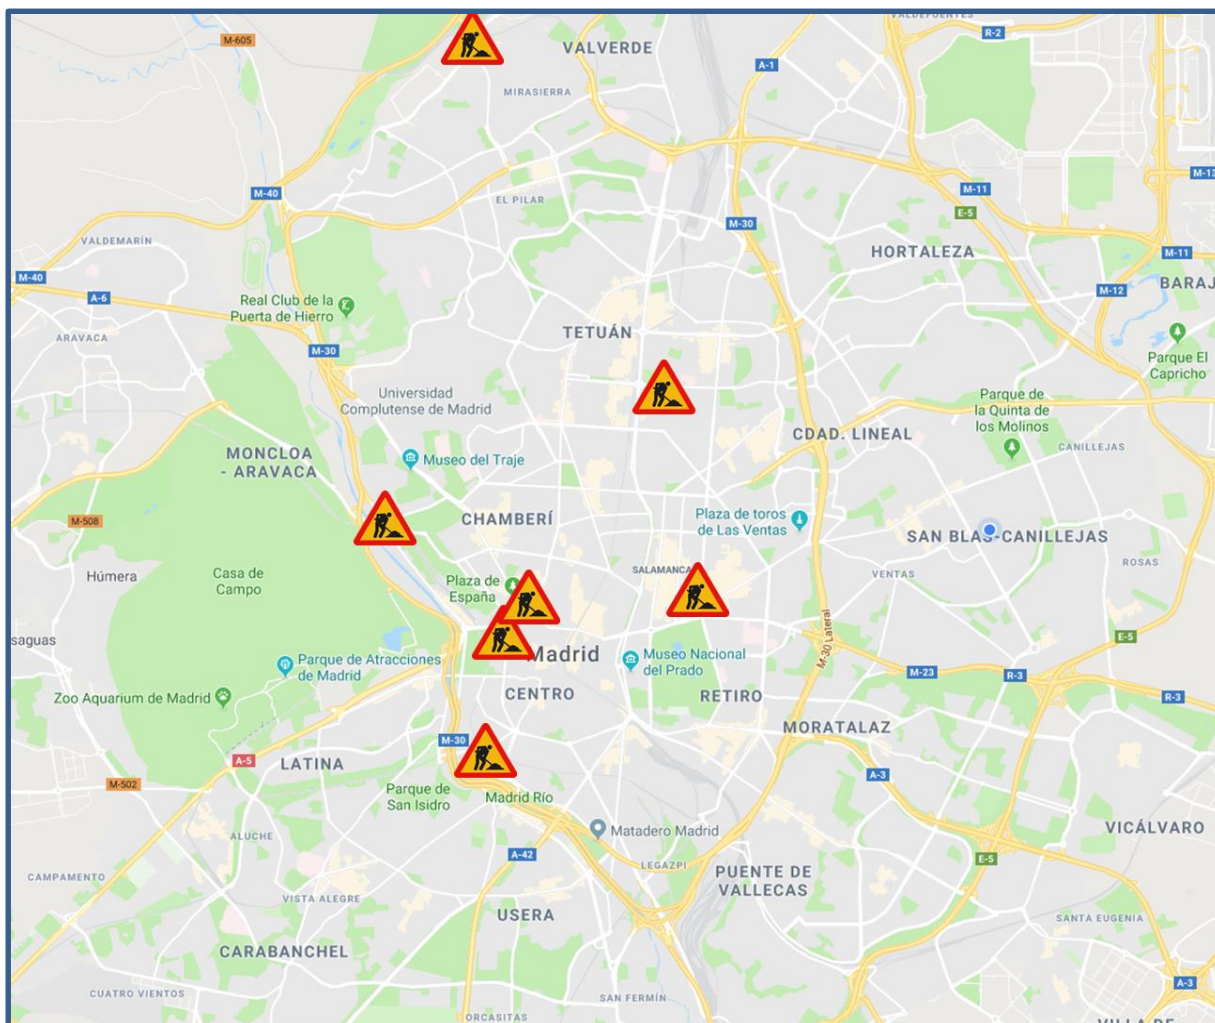 VALDEFUENTES
M-605
R-2
VALVERDE
A-1
MIRASIERRA
M-13
M-11
M-40
EL PILAR
E-5
M-30
VALDEMARÍN
HORTALEZA
M-11
M-40
BARAJ
A-6
M-12
Real Club de la
Puerta de Hierro
TETUÁN
ARAVACA
M-30
Parque El
Capricho
Universidad
Complutense de Madrid
Parque de
la Quinta de
los Molinos
CDAD. LINEAL
CANILLEJAS
MONCLOA
- ARAVACA
Museo del Traje
M-508
CHAMBERÍ
Plaza de toros
de Las Ventas
SAN BLAS-CANILLEJAS
ROSAS
Húmera
Casa de
Campo
Plaza de
España
SALAMANCA
VENTAS
saguas
M-30 Lateral
E-5
Parque de Atracciones
de Madrid
Madrid
Museo Nacional
del Prado
M-23
R-3
R-3
Zoo Aquarium de Madrid
CENTRO
RETIRO
MORATALAZ
M-30
A-5
LATINA
A-3
M-502
Parque de
San Isidro
Madrid Río
ALUCHE
Matadero Madrid
VICÁLVARO
A-42
LEGAZPI
E-5
CAMPAMENTO
PUENTE DE
VALLECAS
VISTA ALEGRE
USERA
SANTA EUGENIA
CARABANCHEL
A-3
CUATRO VIENTOS
SAN FERMÍN
ORCASITAS
VILLA DE